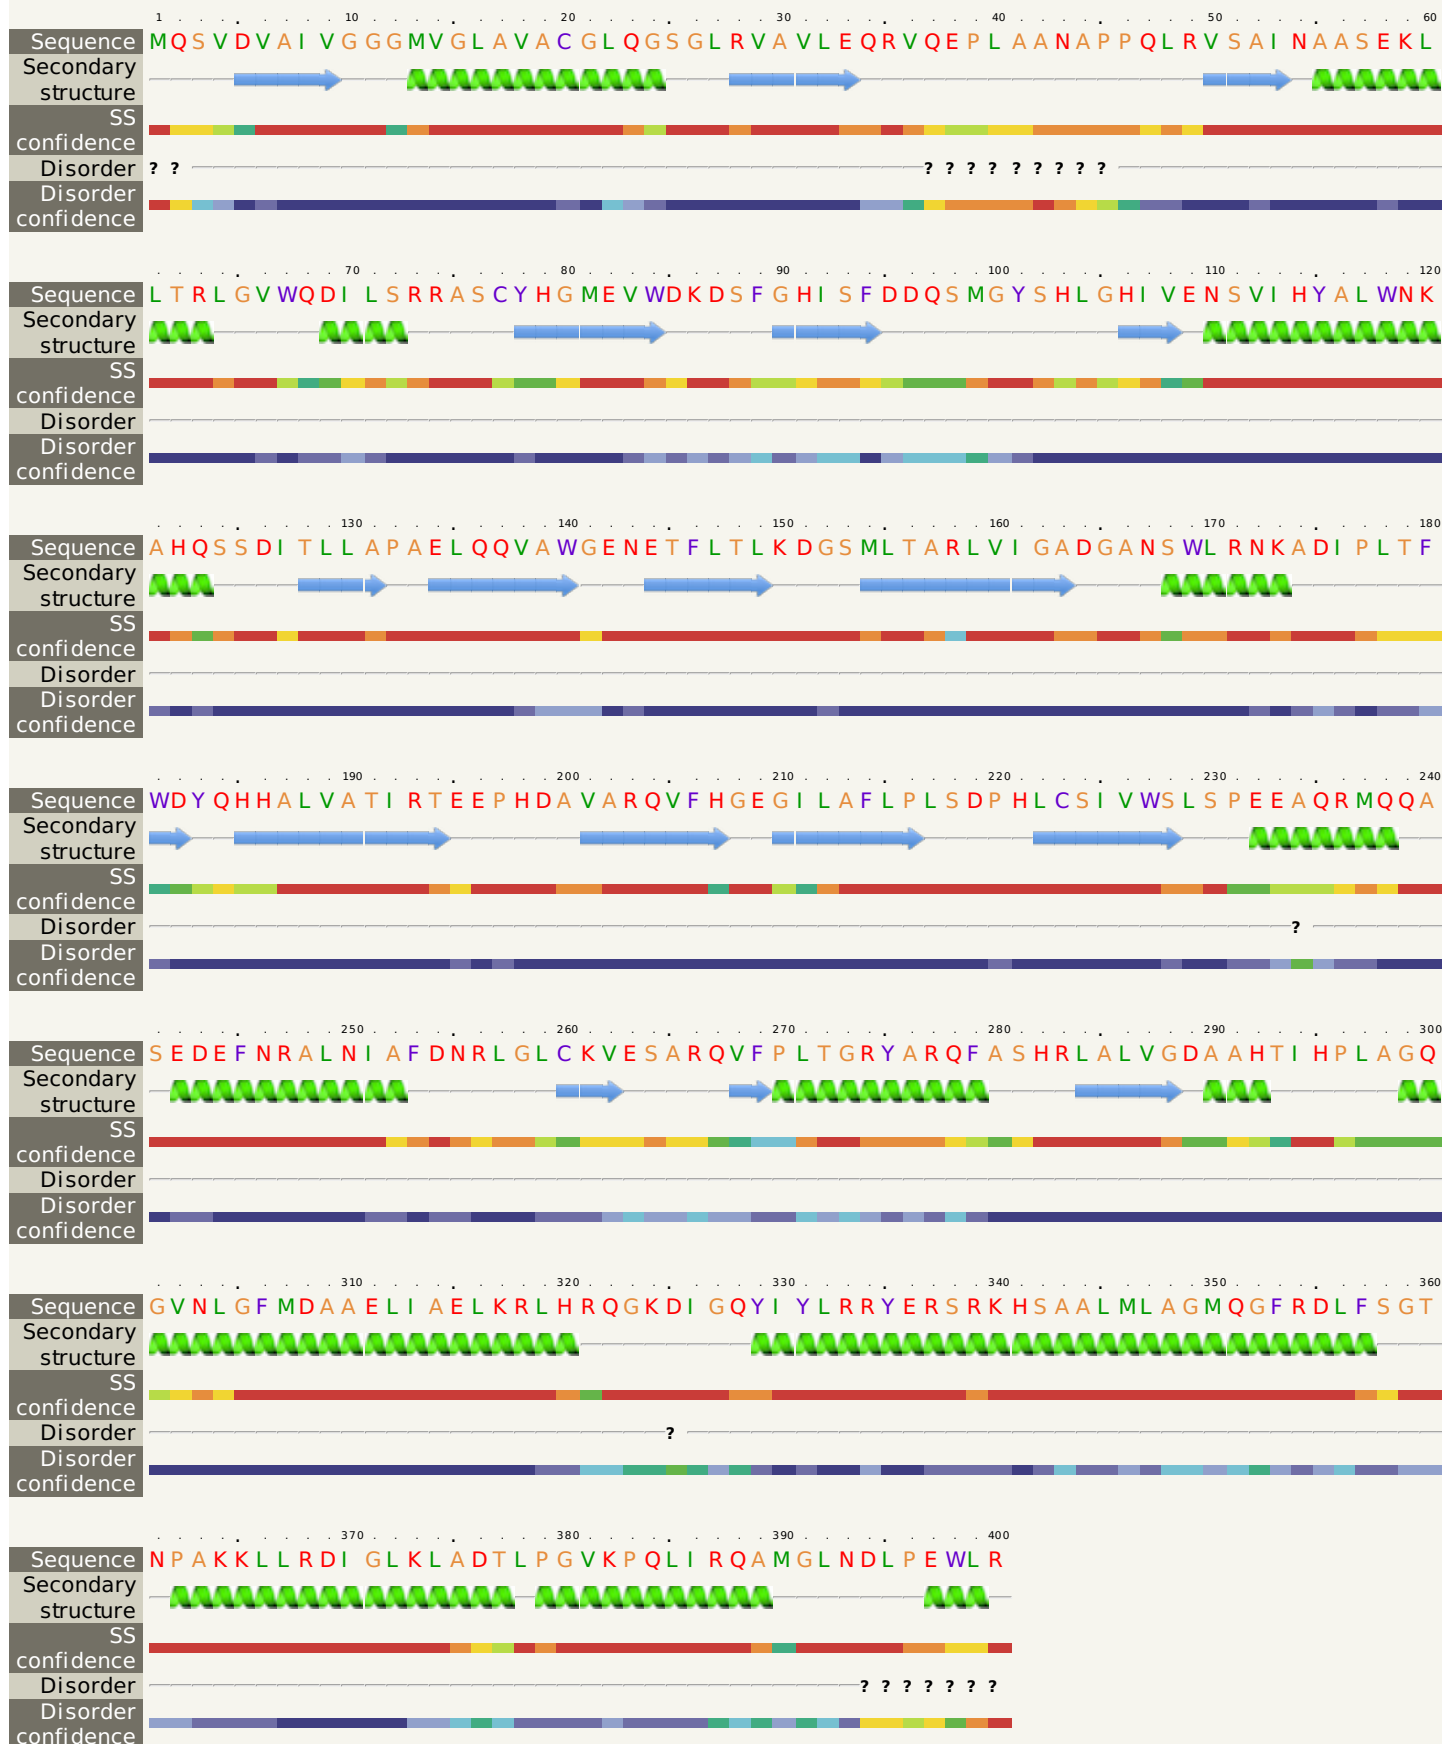 1 . . . . . . . . 10 . . . . . . . . . 20 . . . . . . . . . 30 . . . . . . . . . 40 . . . . . . . . . 50 . . . . . . . . . 60
Sequence MQSVDVAIVGGGMVGLAVACGLQGSGLRVAVLEQRVQEPLAANAPPQLRVSAINAASEKL
Secondary
structure
SS
confidence
Disorder ? ? ? ? ? ? ? ? ? ? ?
Disorder
confidence
. . . . . . . . . 70 . . . . . . . . . 80 . . . . . . . . . 90 . . . . . . . . . 100 . . . . . . . . . 110 . . . . . . . . . 120
Sequence LTRLGVWQDILSRRASCYHGMEVWDKDSFGHISFDDQSMGYSHLGHIVENSVIHYALWNK
Secondary
structure
SS
confidence
Disorder
Disorder
confidence
. . . . . . . . . 130 . . . . . . . . . 140 . . . . . . . . . 150 . . . . . . . . . 160 . . . . . . . . . 170 . . . . . . . . . 180
Sequence AHQSSDITLLAPAELQQVAWGENETFLTLKDGSMLTARLVIGADGANSWLRNKADIPLTF
Secondary
structure
SS
confidence
Disorder
Disorder
confidence
. . . . . . . . . 190 . . . . . . . . . 200 . . . . . . . . . 210 . . . . . . . . . 220 . . . . . . . . . 230 . . . . . . . . . 240
Sequence WDYQHHALVATIRTEEPHDAVARQVFHGEGILAFLPLSDPHLCSIVWSLSPEEAQRMQQA
Secondary
structure
SS
confidence
Disorder ?
Disorder
confidence
. . . . . . . . . 250 . . . . . . . . . 260 . . . . . . . . . 270 . . . . . . . . . 280 . . . . . . . . . 290 . . . . . . . . . 300
Sequence SEDEFNRALNIAFDNRLGLCKVESARQVFPLTGRYARQFASHRLALVGDAAHTIHPLAGQ
Secondary
structure
SS
confidence
Disorder
Disorder
confidence
. . . . . . . . . 310 . . . . . . . . . 320 . . . . . . . . . 330 . . . . . . . . . 340 . . . . . . . . . 350 . . . . . . . . . 360
Sequence GVNLGFMDAAELIAELKRLHRQGKDIGQYIYLRRYERSRKHSAALMLAGMQGFRDLFSGT
Secondary
structure
SS
confidence
Disorder ?
Disorder
confidence
. . . . . . . . . 370 . . . . . . . . . 380 . . . . . . . . . 390 . . . . . . . . . 400
Sequence NPAKKLLRDIGLKLADTLPGVKPQLIRQAMGLNDLPEWLR
Secondary
structure
SS
confidence
Disorder ? ? ? ? ? ? ?
Disorder
confidence